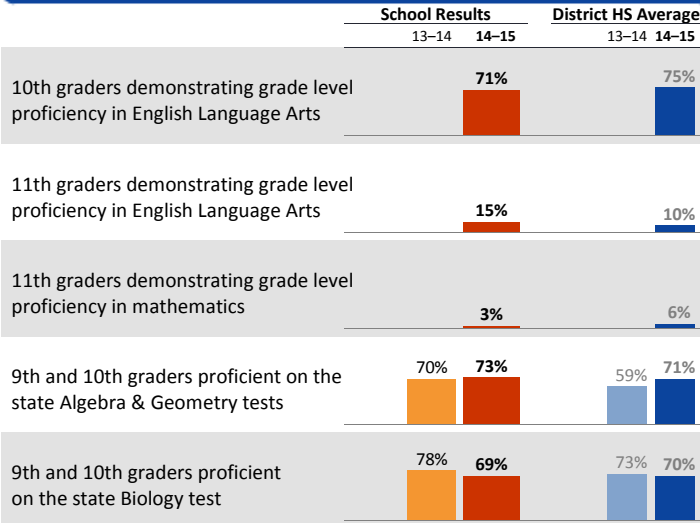 School Results District HS Average
13–14 14–15 13–14 14–15
10th graders demonstrating grade level
proficiency in English Language Arts
71% 75%
11th graders demonstrating grade level
proficiency in English Language Arts
15% 10%
11th graders demonstrating grade level
proficiency in mathematics
3% 6%
9th and 10th graders proficient on the
state Algebra & Geometry tests
70% 73% 59% 71%
9th and 10th graders proficient
on the state Biology test
78% 69% 73% 70%